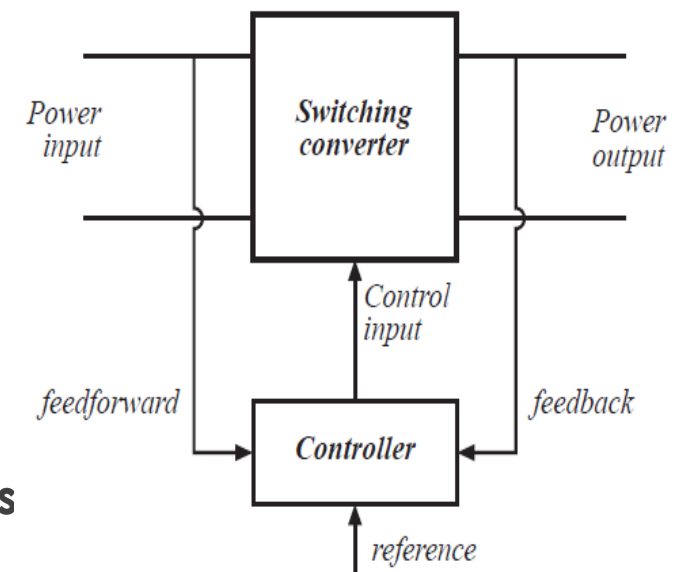 Switching
converter
Power
input
Power
output
Control
input
feedforward
feedback
Controller
s
reference